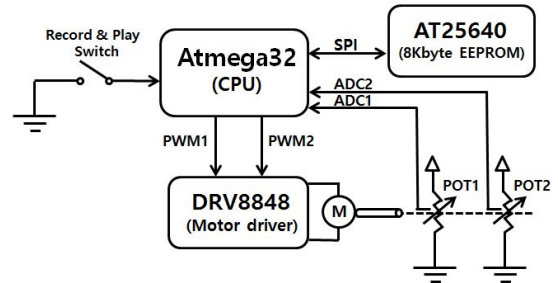 Record & Play
Switch
Atmega32
(CPU)
SPI
AT25640
(8Kbyte EEPROM)
ADC2
ADC1
PWM1
PWM2
DRV8848
(Motor driver)
M
POT1
POT2